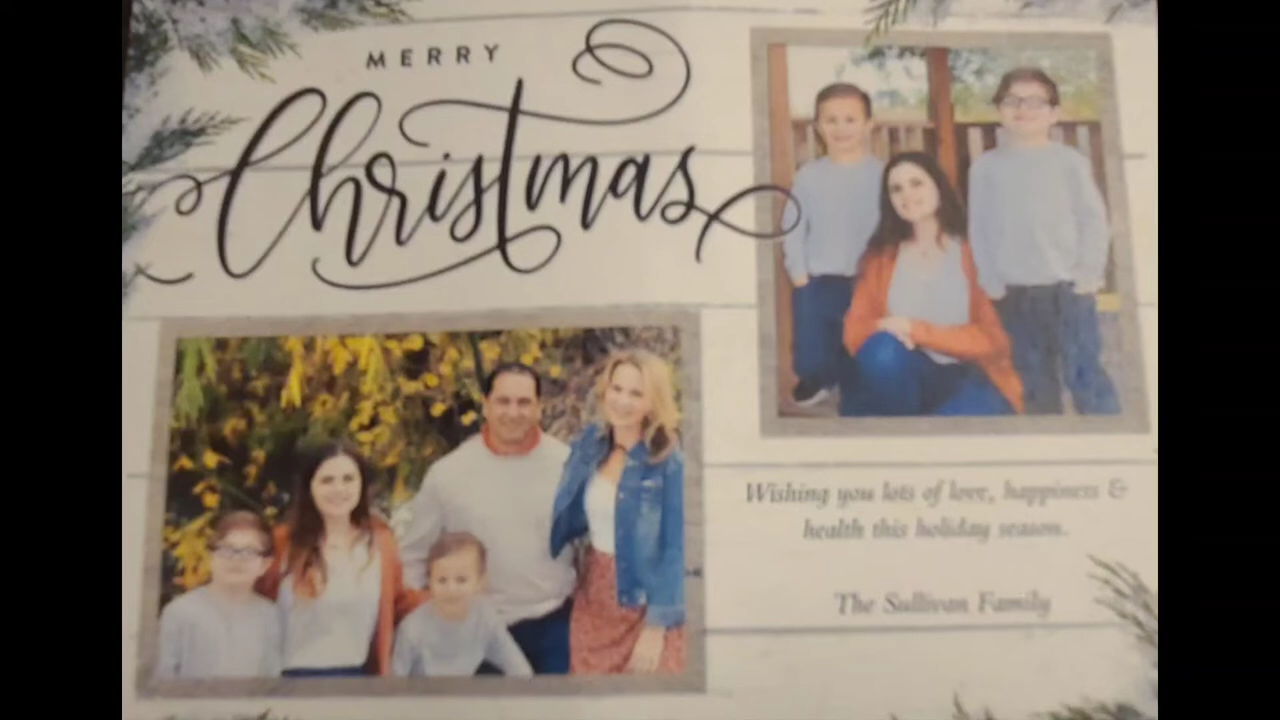 MERRY
Christmas
Wishing you lots of love, happiness &
health this holiday season.
The Sullivan Family